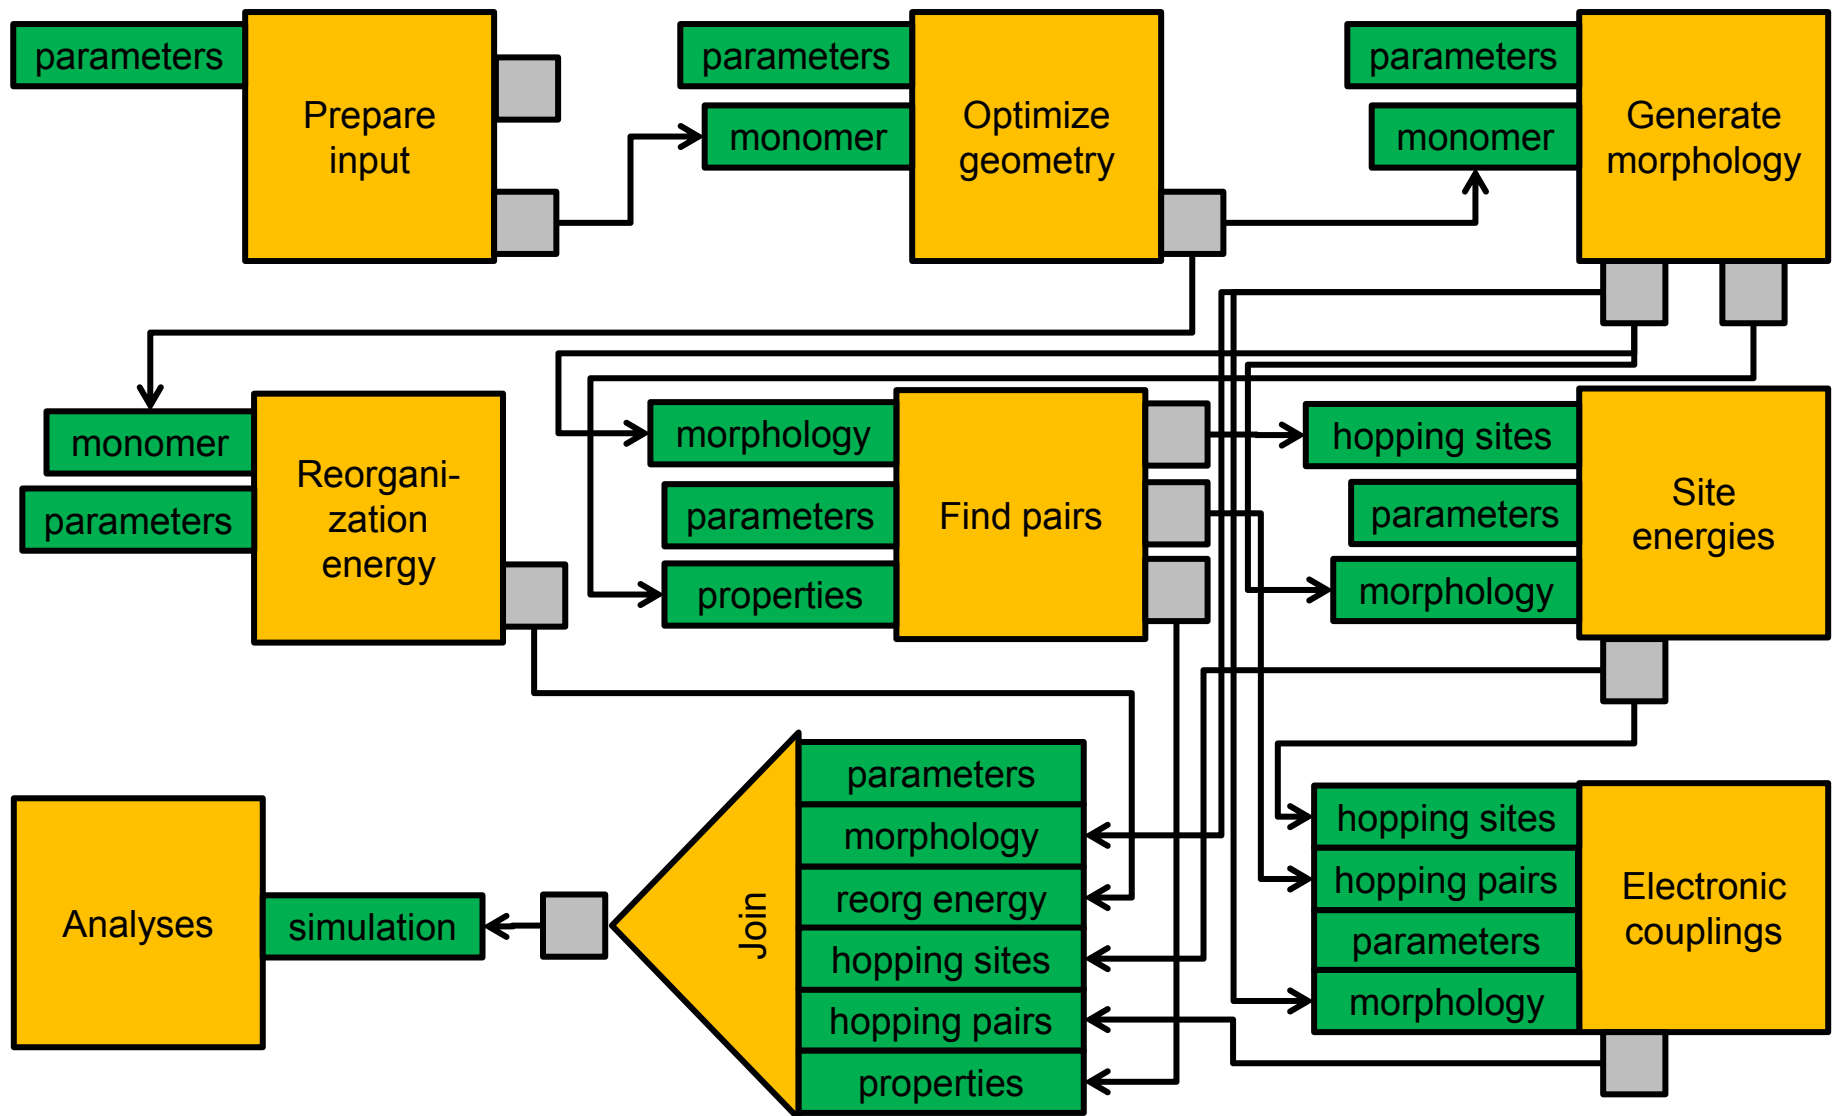 parameters
Prepare
input
parameters
monomer
Optimize
geometry
parameters
monomer
Generate
morphology
monomer
parameters
Reorgani-
zation
energy
morphology
parameters
properties
Find pairs
hopping sites
parameters
morphology
Site
energies
Analyses
simulation
Join
parameters
morphology
reorg energy
hopping sites
hopping pairs
properties
hopping sites
hopping pairs
parameters
morphology
Electronic
couplings